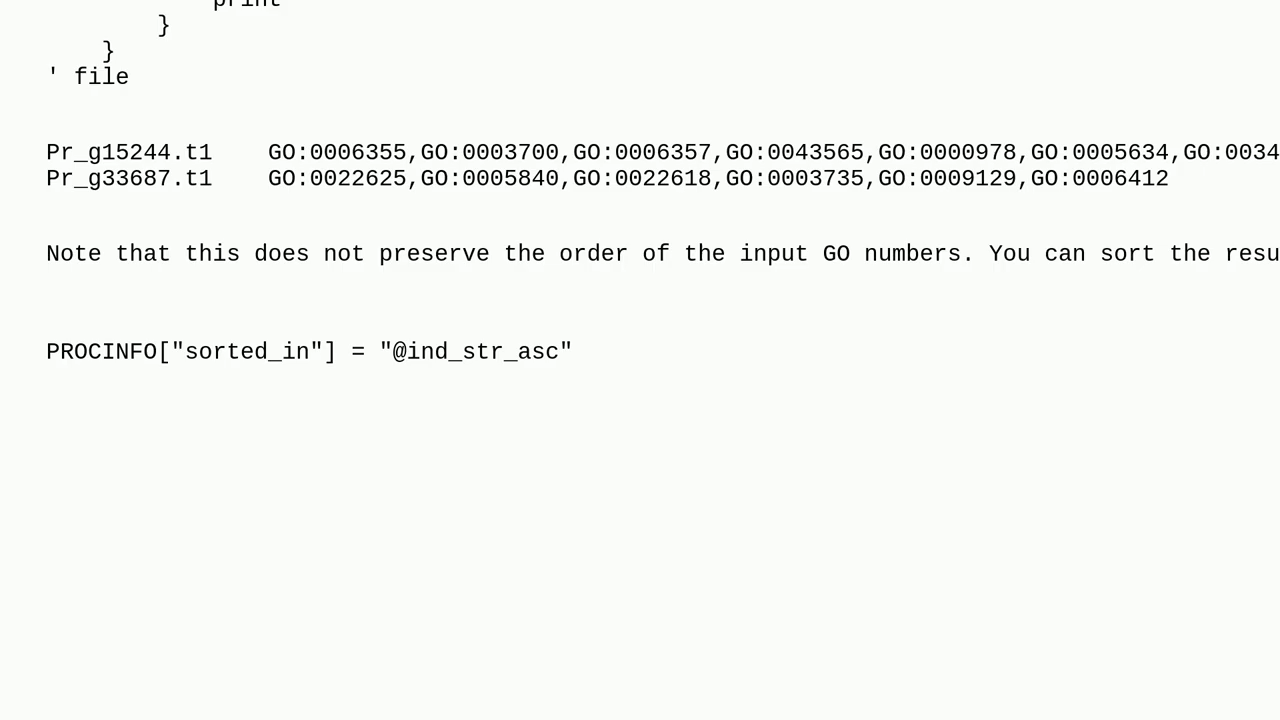 print
}
}
' file
Pr_g15244.t1 GO:0006355,GO:0003700,GO:0006357,GO:0043565,GO:0000978,GO:0005634,GO:0034
Pr_g33687.t1 GO:0022625,GO:0005840,GO:0022618,GO:0003735,GO:0009129,GO:0006412
Note that this does not preserve the order of the input GO numbers. You can sort the resu
PROCINFO["sorted_in"] = "@ind_str_asc"